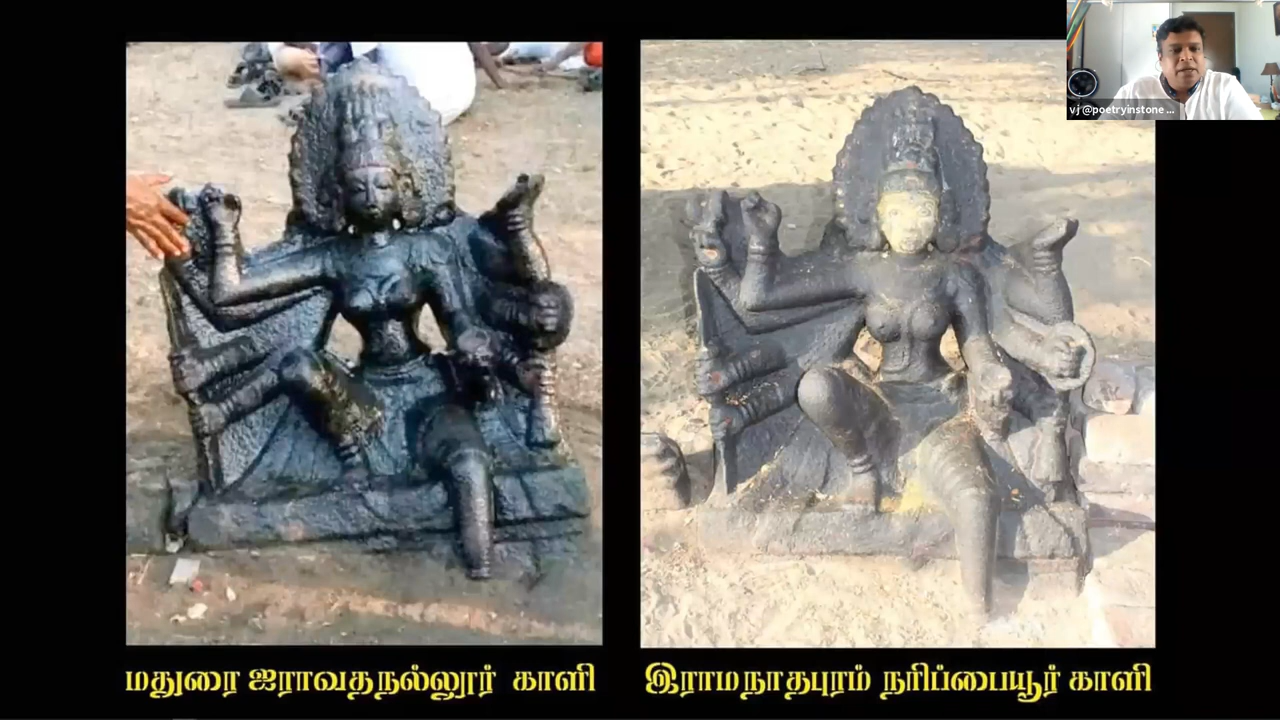 vj @poetryinstone ...
மதுரை ஐராவதநல்லூர் காளி
இராமநாதபுரம் நரிப்பையூர் காளி